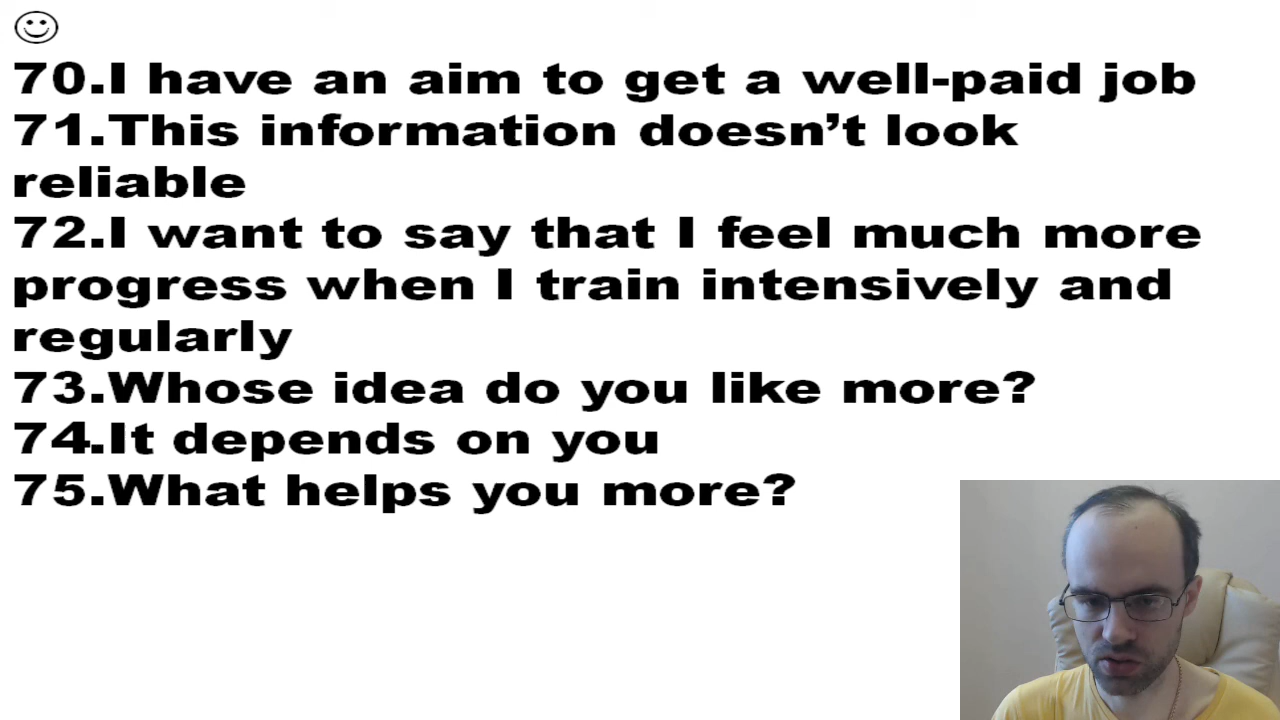 70.I have an aim to get a well-paid job
71.This information doesn’t look
reliable
72.I want to say that I feel much more
progress when I train intensively and
regularly
73.Whose idea do you like more?
74.It depends on you
75.What helps you more?